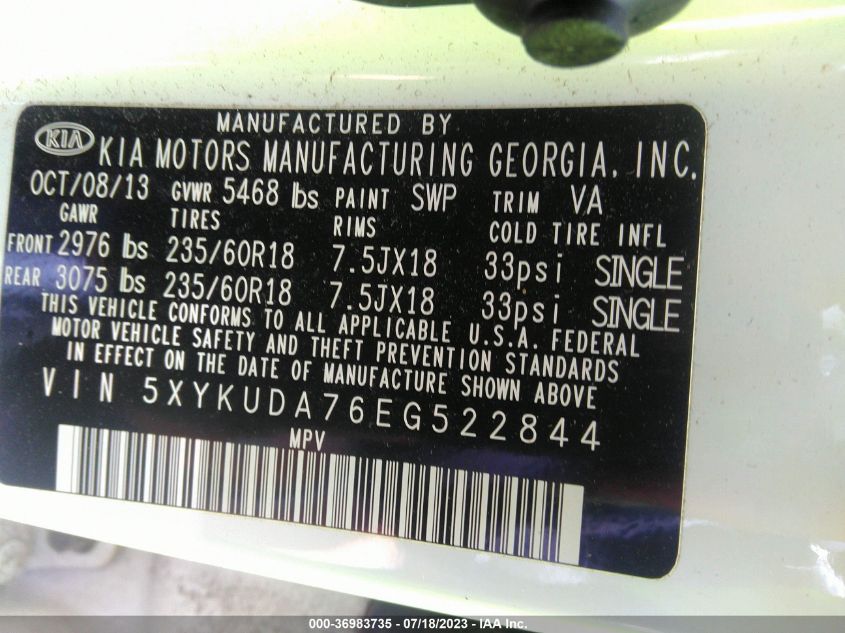 MANUFACTURED BY
KIA KIA MOTORS MANUFACTURING GEORGIA, INC.
OCT/08/13 GVWR 5468 lbs PAINT SWP TRIM VA
GAWR TIRES RIMS COLD TIRE INFL
FRONT 2976 lbs 235/60R18 7.5JX18 33psi SINGLE
REAR 3075 lbs 235/60R18 7.5JX18 33psi SINGLE
THIS VEHICLE CONFORMS TO ALL APPLICABLE U.S.A. FEDERAL
MOTOR VEHICLE SAFETY AND THEFT PREVENTION STANDARDS
IN EFFECT ON THE DATE OF MANUFACTURE SHOWN ABOVE
VIN 5XYKUDA76EG522844
MPV
000-36983735 - 07/18/2023 - IAA Inc.